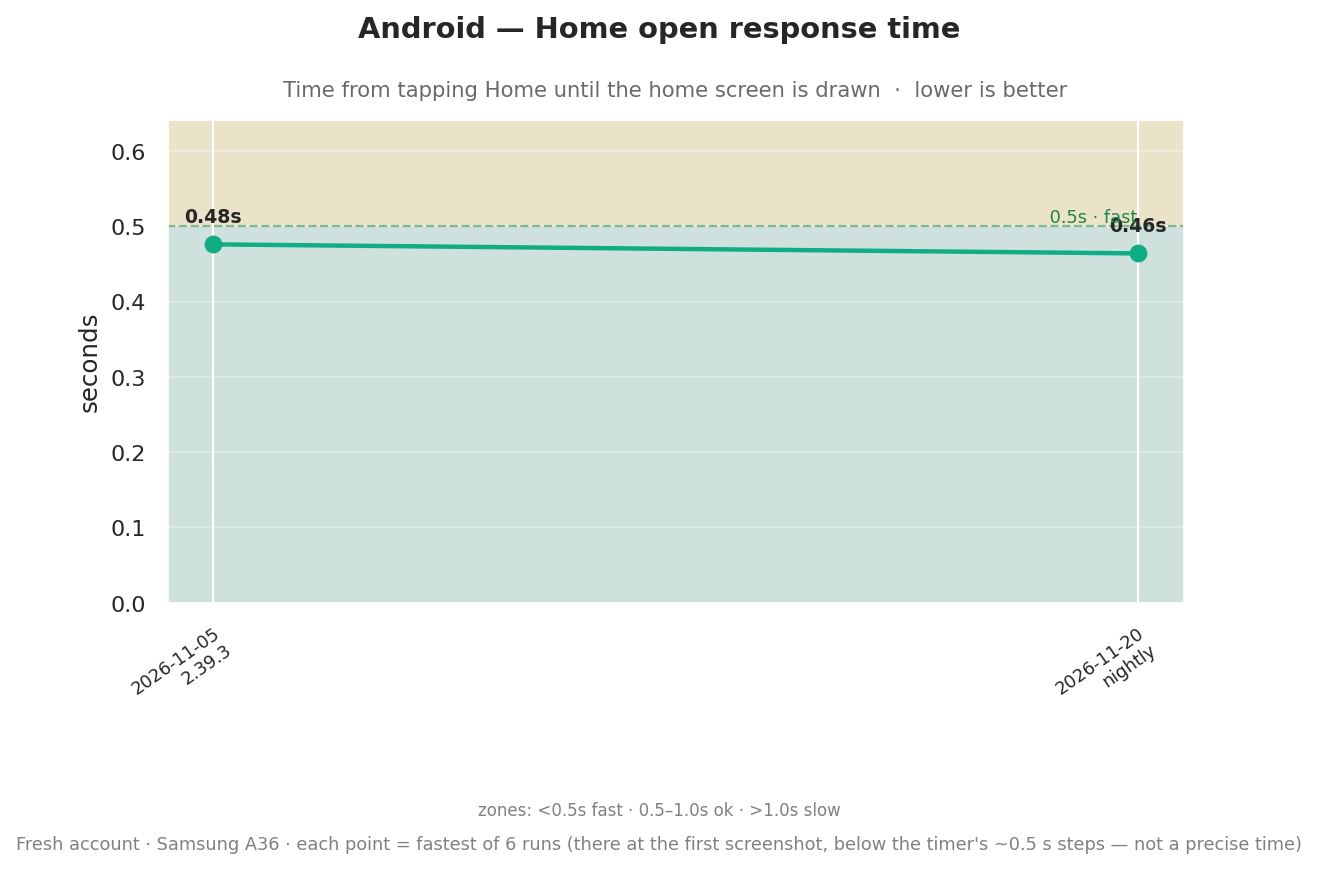 Android — Home open response time
Time from tapping Home until the home screen is drawn · lower is better
0.6
0.5
0.4
0.3
0.2
0.1
0.0
seconds
0.48s
0.5s · fast
0.46s
2026-11-05
2.39.3
2026-11-20
nightly
zones: <0.5s fast · 0.5–1.0s ok · >1.0s slow
Fresh account · Samsung A36 · each point = fastest of 6 runs (there at the first screenshot, below the timer's ~0.5 s steps — not a precise time)